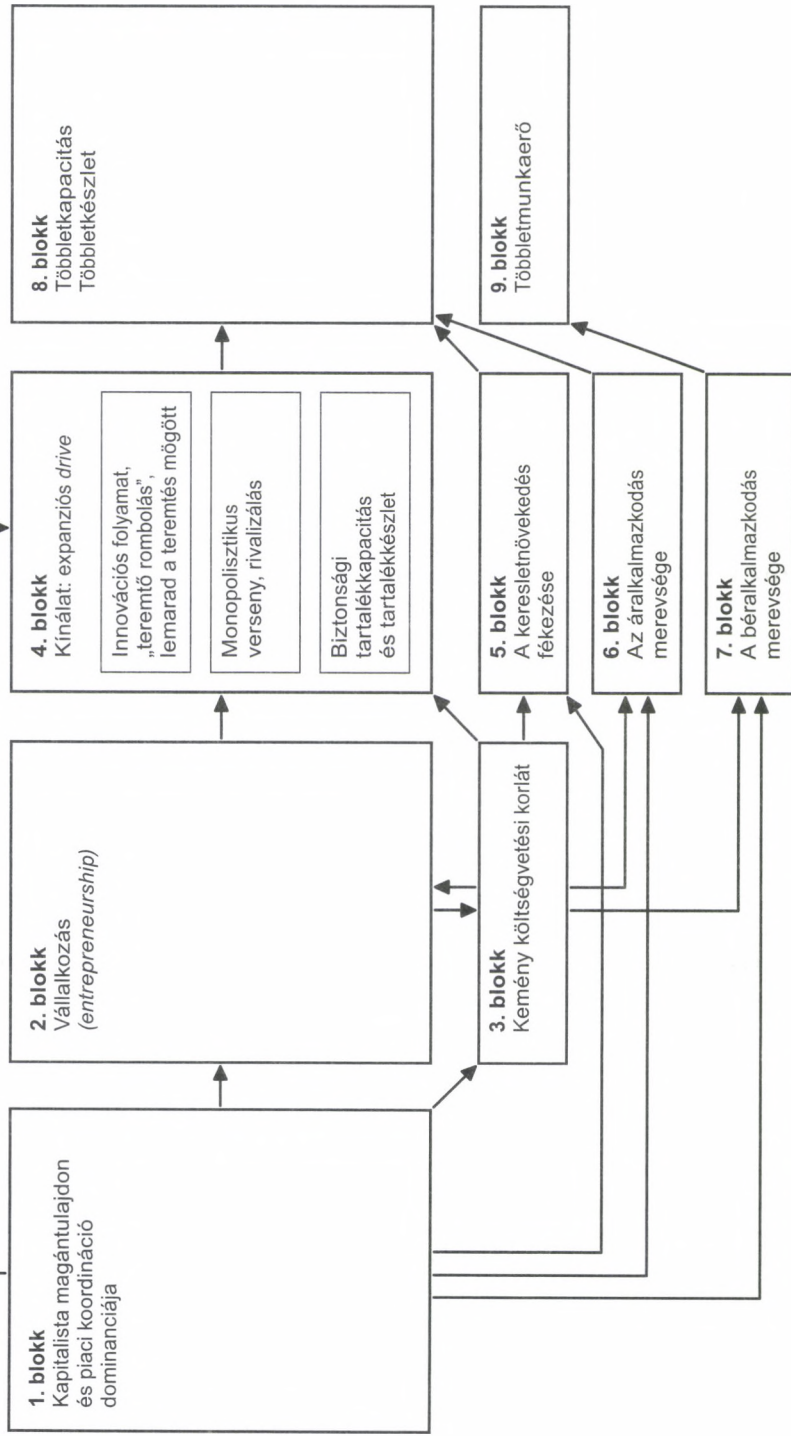 1. blokk
Kapitalista magántulajdon
és piaci koordináció
dominanciája
2. blokk
Vállalkozás
(entrepreneurship)
3. blokk
Kemény költségvetési korlát
4. blokk
Kínálat: expanziós drive
Innovációs folyamat,
„teremtő rombolás”,
lemarad a teremtés mögött
Monopolisztikus
verseny, rivalizálás
Biztonsági
tartalékkapacitás
és tartalékkészlet
5. blokk
A keresletnövekedés
fékezése
6. blokk
Az áralkalmazkodás
merevsége
7. blokk
A béralkalmazkodás
merevsége
8. blokk
Többletkapacitás
Többletkészlet
9. blokk
Többletmunkaerő